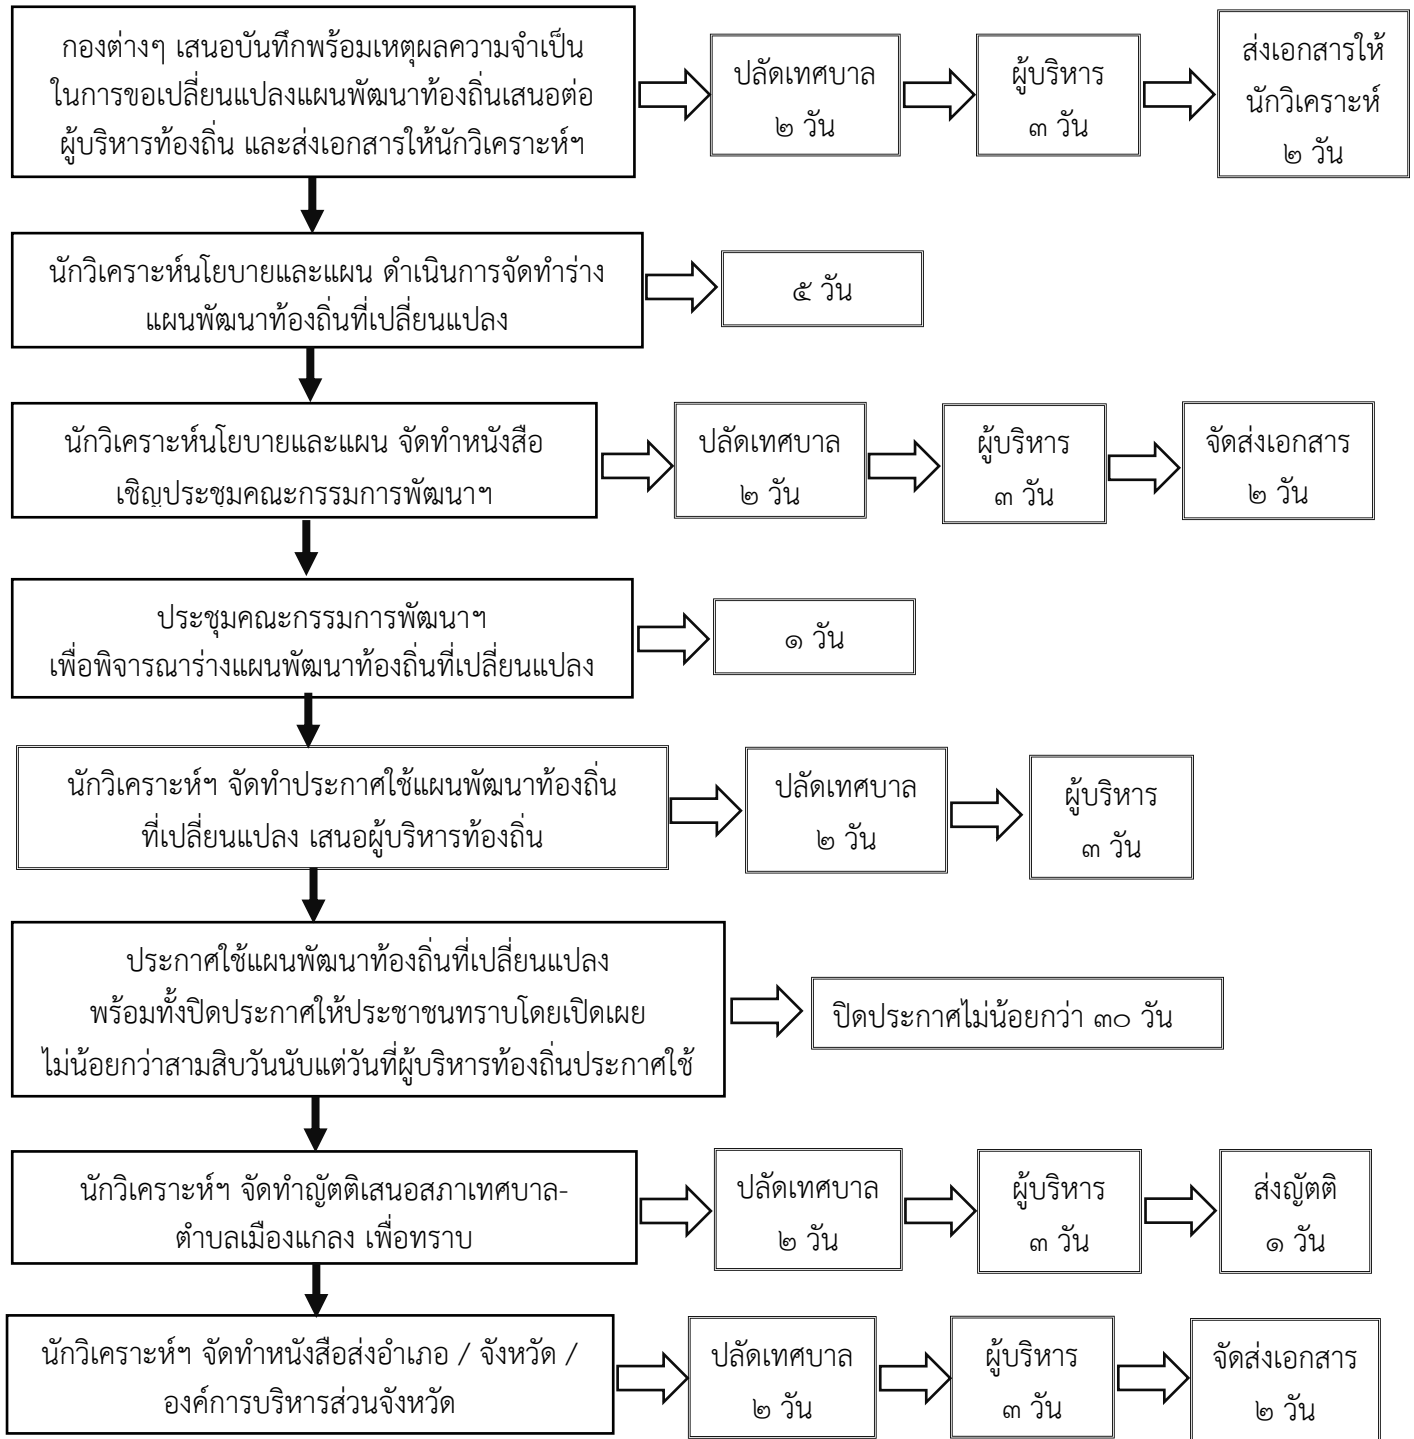 กองต่างๆ เสนอบันทึกพร้อมเหตุผลความจำเป็น
ในการขอเปลี่ยนแปลงแผนพัฒนาท้องถิ่นเสนอต่อ
ผู้บริหารท้องถิ่น และส่งเอกสารให้นักวิเคราะห์ฯ
ปลัดเทศบาล
๒ วัน
ผู้บริหาร
๓ วัน
ส่งเอกสารให้
นักวิเคราะห์
๒ วัน
นักวิเคราะห์นโยบายและแผน ดำเนินการจัดทำร่าง
แผนพัฒนาท้องถิ่นที่เปลี่ยนแปลง
๕ วัน
นักวิเคราะห์นโยบายและแผน จัดทำหนังสือ
เชิญประชุมคณะกรรมการพัฒนาฯ
ปลัดเทศบาล
๒ วัน
ผู้บริหาร
๓ วัน
จัดส่งเอกสาร
๒ วัน
ประชุมคณะกรรมการพัฒนาฯ
เพื่อพิจารณาร่างแผนพัฒนาท้องถิ่นที่เปลี่ยนแปลง
๑ วัน
นักวิเคราะห์ฯ จัดทำประกาศใช้แผนพัฒนาท้องถิ่น
ที่เปลี่ยนแปลง เสนอผู้บริหารท้องถิ่น
ปลัดเทศบาล
๒ วัน
ผู้บริหาร
๓ วัน
ประกาศใช้แผนพัฒนาท้องถิ่นที่เปลี่ยนแปลง
พร้อมทั้งปิดประกาศให้ประชาชนทราบโดยเปิดเผย
ไม่น้อยกว่าสามสิบวันนับแต่วันที่ผู้บริหารท้องถิ่นประกาศใช้
ปิดประกาศไม่น้อยกว่า ๓๐ วัน
นักวิเคราะห์ฯ จัดทำญัตติเสนอสภาเทศบาล-
ตำบลเมืองแกลง เพื่อทราบ
ปลัดเทศบาล
๒ วัน
ผู้บริหาร
๓ วัน
ส่งญัตติ
๑ วัน
นักวิเคราะห์ฯ จัดทำหนังสือส่งอำเภอ / จังหวัด /
องค์การบริหารส่วนจังหวัด
ปลัดเทศบาล
๒ วัน
ผู้บริหาร
๓ วัน
จัดส่งเอกสาร
๒ วัน